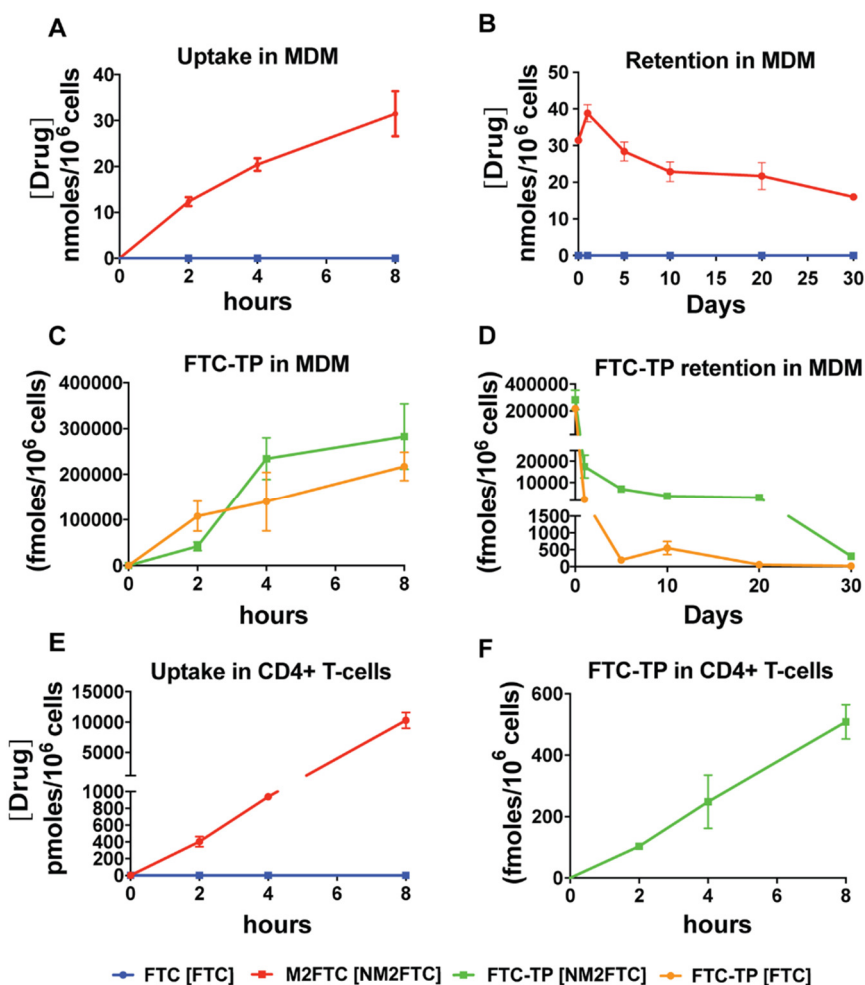 A
Uptake in MDM
[Drug]
nmoles/10^6 cells
40
30
20
10
0
0 2 4 6 8
hours
B
Retention in MDM
[Drug]
nmoles/10^6 cells
50
40
30
20
10
0
0 5 10 15 20 25 30
Days
C
FTC-TP in MDM
(fmoles/10^6 cells)
400000
300000
200000
100000
0
0 2 4 6 8
hours
D
FTC-TP retention in MDM
(fmoles/10^6 cells)
400000
200000
20000
10000
1500
1000
500
0
0 10 20 30
Days
E
Uptake in CD4+ T-cells
[Drug]
pmoles/10^6 cells
15000
10000
5000
1000
800
600
400
200
0
0 2 4 6 8
hours
F
FTC-TP in CD4+ T-cells
(fmoles/10^6 cells)
600
400
200
0
0 2 4 6 8
hours
FTC [FTC] M2FTC [NM2FTC] FTC-TP [NM2FTC] FTC-TP [FTC]